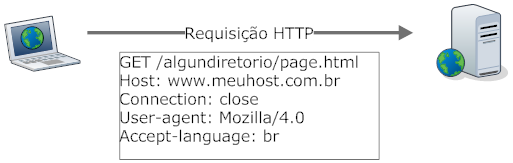 Requisição HTTP
GET /algundiretorio/page.html
Host: www.meuhost.com.br
Connection: close
User-agent: Mozilla/4.0
Accept-language: br